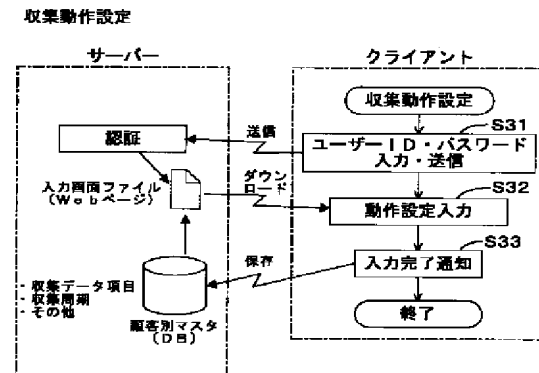 収集動作設定
サーバー
クライアント
収集動作設定
S31
認証
送信
ユーザーID・パスワード
入力・送信
入力画面ファイル
(Webページ)
ダウン
ロード
S32
動作設定入力
S33
保存
入力完了通知
・収集データ項目
・収集周期
・その他
終了
顧客別マスタ
(DB)